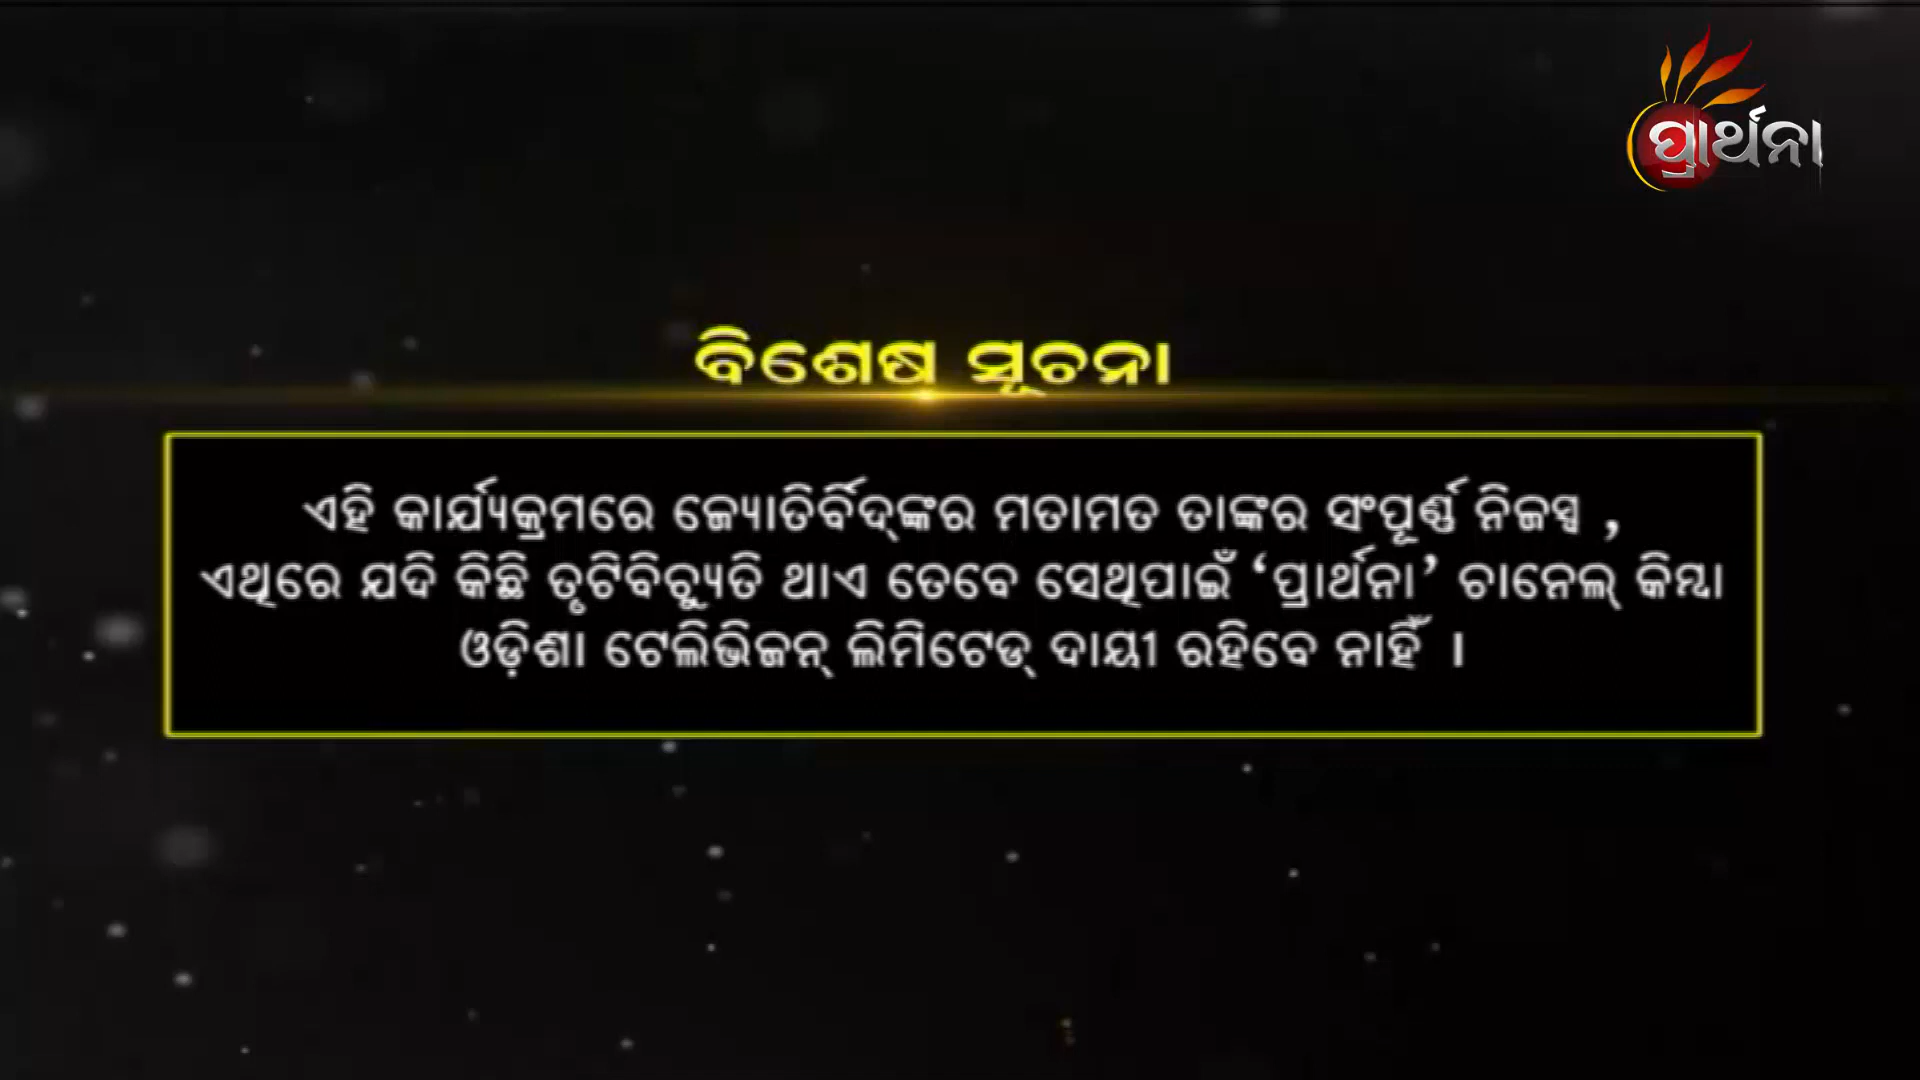 ପ୍ରାର୍ଥନା
ବିଶେଷ ସୂଚନା
ଏହି କାର୍ଯ୍ୟକ୍ରମରେ ଜ୍ୟୋତିର୍ବିଦ୍‌ଙ୍କର ମତାମତ ତାଙ୍କର ସଂପୂର୍ଣ୍ଣ ନିଜସ୍ୱ ,
ଏଥିରେ ଯଦି କିଛି ତୃଟିବିଚ୍ୟୁତି ଥାଏ ତେବେ ସେଥିପାଇଁ ‘ପ୍ରାର୍ଥନା’ ଚାନେଲ୍ କିମ୍ବା
ଓଡ଼ିଶା ଟେଲିଭିଜନ୍ ଲିମିଟେଡ୍ ଦାୟୀ ରହିବେ ନାହିଁ ।